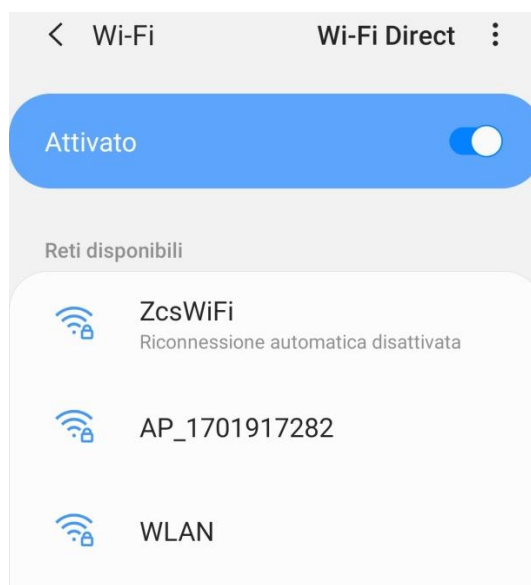 Wi-Fi Wi-Fi Direct
Attivato
Reti disponibili
ZcsWiFi
Riconnessione automatica disattivata
AP_1701917282
WLAN